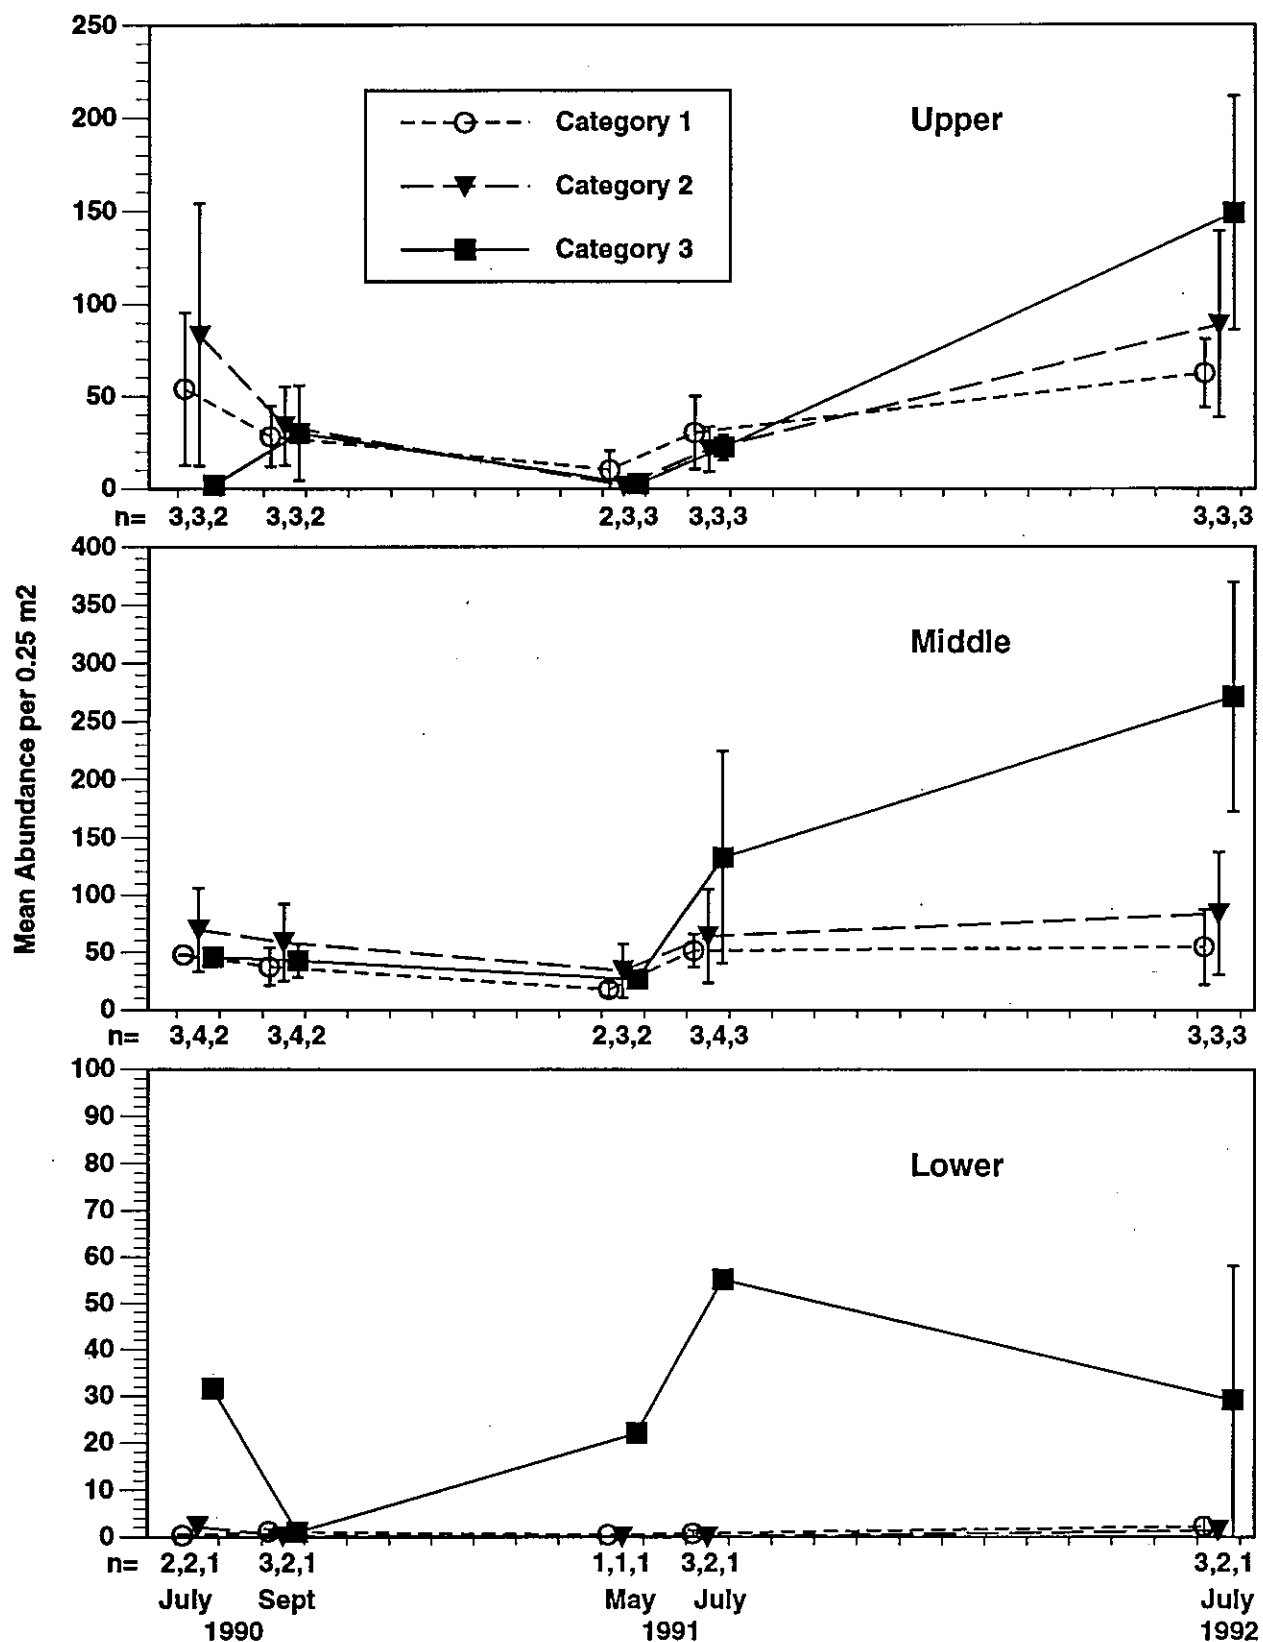 Mean Abundance per 0.25 m2
250
200
150
100
50
0
Category 1
Category 2
Category 3
Upper
n= 3,3,2 3,3,2 2,3,3 3,3,3 3,3,3
400
350
300
250
200
150
100
50
0
Middle
n= 3,4,2 3,4,2 2,3,2 3,4,3 3,3,3
100
90
80
70
60
50
40
30
20
10
0
Lower
n= 2,2,1 3,2,1 1,1,1 3,2,1 3,2,1
July Sept May July July
1990 1991 1992